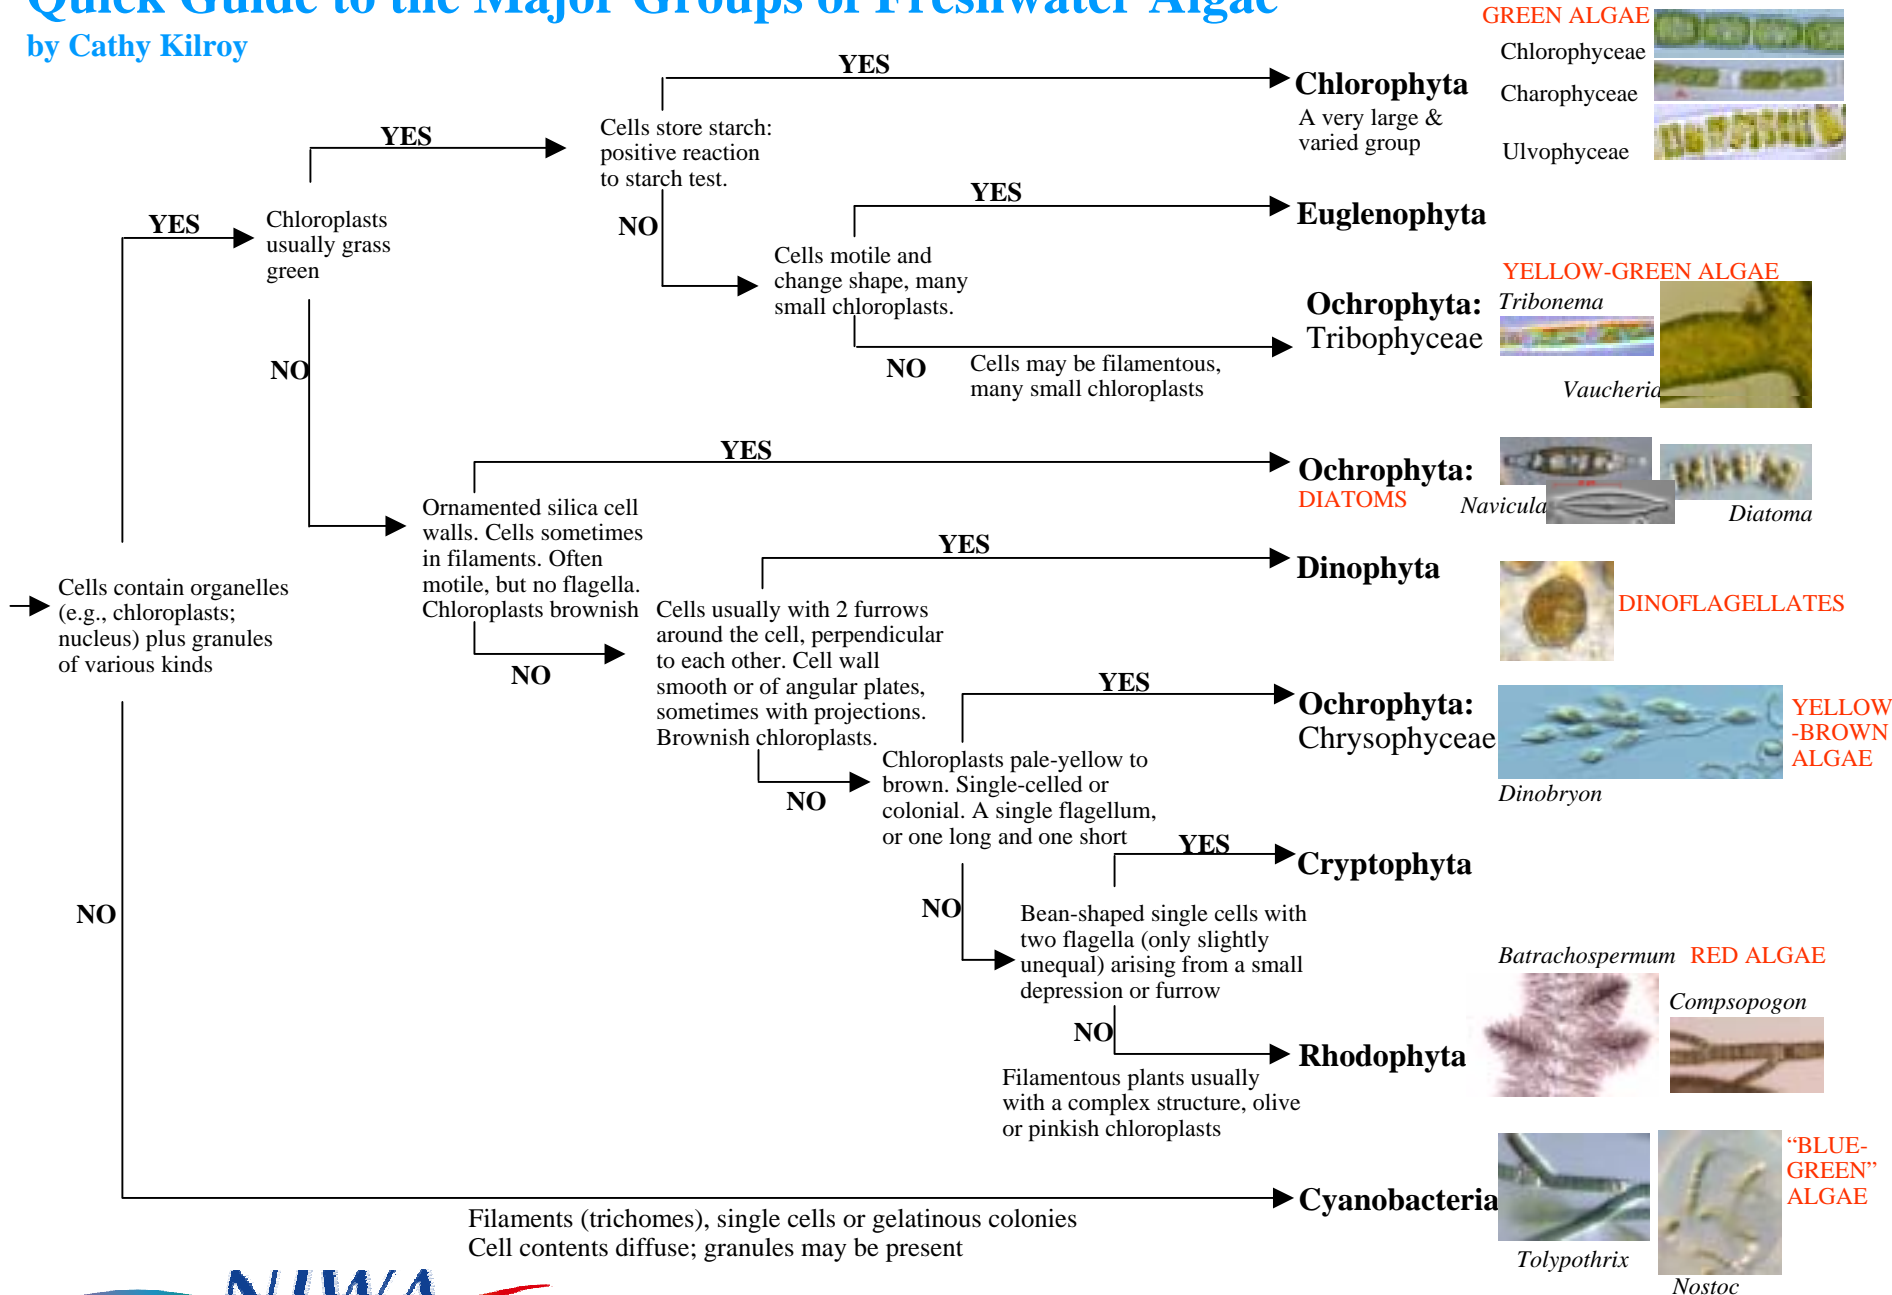 Quick Guide to the Major Groups of Freshwater Algae
by Cathy Kilroy
GREEN ALGAE
Chlorophyceae
Charophyceae
Ulvophyceae
YES
Chlorophyta
A very large &
varied group
YES
Cells store starch:
positive reaction
to starch test.
NO
YES
Euglenophyta
YES
Chloroplasts
usually grass
green
Cells motile and
change shape, many
small chloroplasts.
YELLOW-GREEN ALGAE
Tribonema
Ochrophyta:
Tribophyceae
NO
Cells may be filamentous,
many small chloroplasts
Vaucheria
NO
YES
Ochrophyta:
DIATOMS
Navicula
Diatoma
Ornamented silica cell
walls. Cells sometimes
in filaments. Often
motile, but no flagella.
Chloroplasts brownish
YES
Dinophyta
DINOFLAGELLATES
Cells contain organelles
(e.g., chloroplasts;
nucleus) plus granules
of various kinds
NO
Cells usually with 2 furrows
around the cell, perpendicular
to each other. Cell wall
smooth or of angular plates,
sometimes with projections.
Brownish chloroplasts.
YES
Ochrophyta:
Chrysophyceae
YELLOW
-BROWN
ALGAE
Dinobryon
NO
Chloroplasts pale-yellow to
brown. Single-celled or
colonial. A single flagellum,
or one long and one short
YES
Cryptophyta
NO
NO
Bean-shaped single cells with
two flagella (only slightly
unequal) arising from a small
depression or furrow
Batrachospermum RED ALGAE
Compsopogon
NO
Rhodophyta
Filamentous plants usually
with a complex structure, olive
or pinkish chloroplasts
Cyanobacteria
"BLUE-
GREEN"
ALGAE
Filaments (trichomes), single cells or gelatinous colonies
Cell contents diffuse; granules may be present
Tolypothrix
Nostoc
NIWA